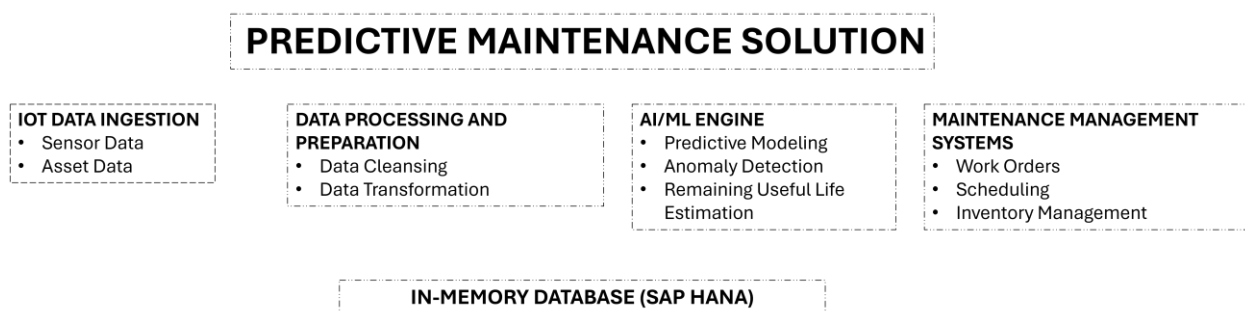 PREDICTIVE MAINTENANCE SOLUTION
IOT DATA INGESTION
• Sensor Data
• Asset Data
DATA PROCESSING AND
PREPARATION
• Data Cleansing
• Data Transformation
AI/ML ENGINE
• Predictive Modeling
• Anomaly Detection
• Remaining Useful Life
Estimation
MAINTENANCE MANAGEMENT
SYSTEMS
• Work Orders
• Scheduling
• Inventory Management
IN-MEMORY DATABASE (SAP HANA)